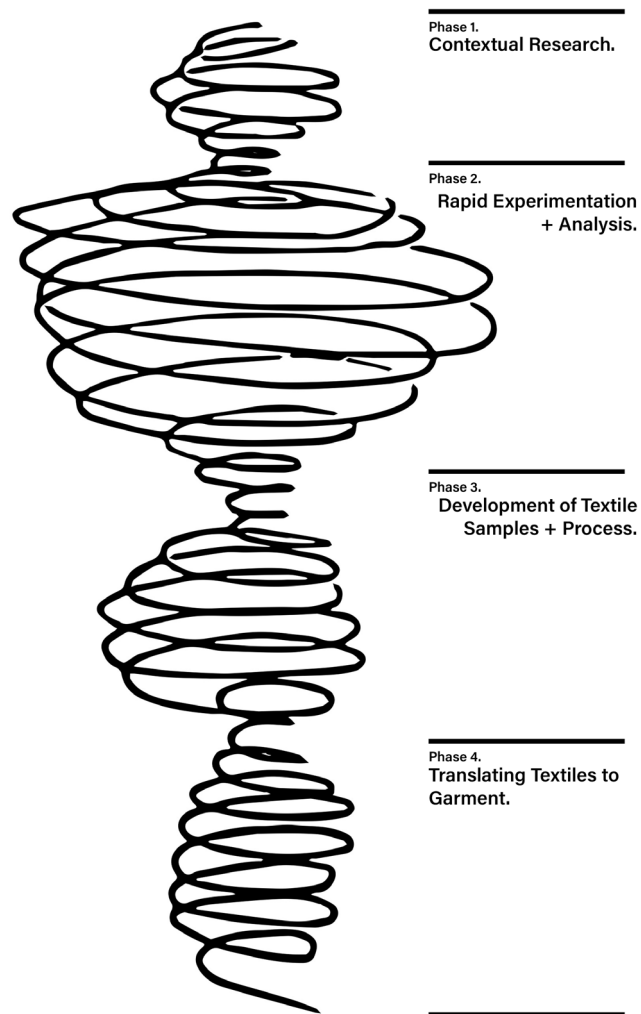 Phase 1.
Contextual Research.
Phase 2.
Rapid Experimentation
+ Analysis.
Phase 3.
Development of Textile
Samples + Process.
Phase 4.
Translating Textiles to
Garment.